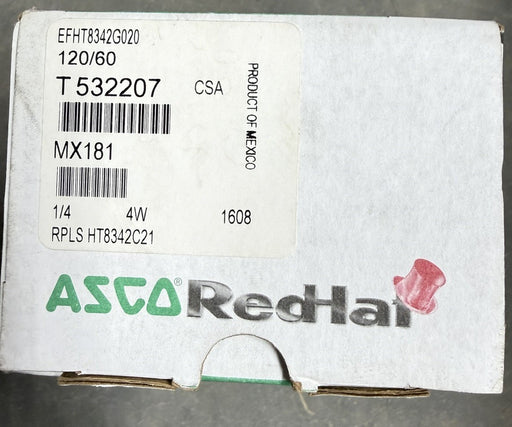 EFHT8342G020
120/60
T 532207 CSA
PRODUCT OF MEXICO
MX181
1/4 4W 1608
RPLS HT8342C21
ASCO® RedHat